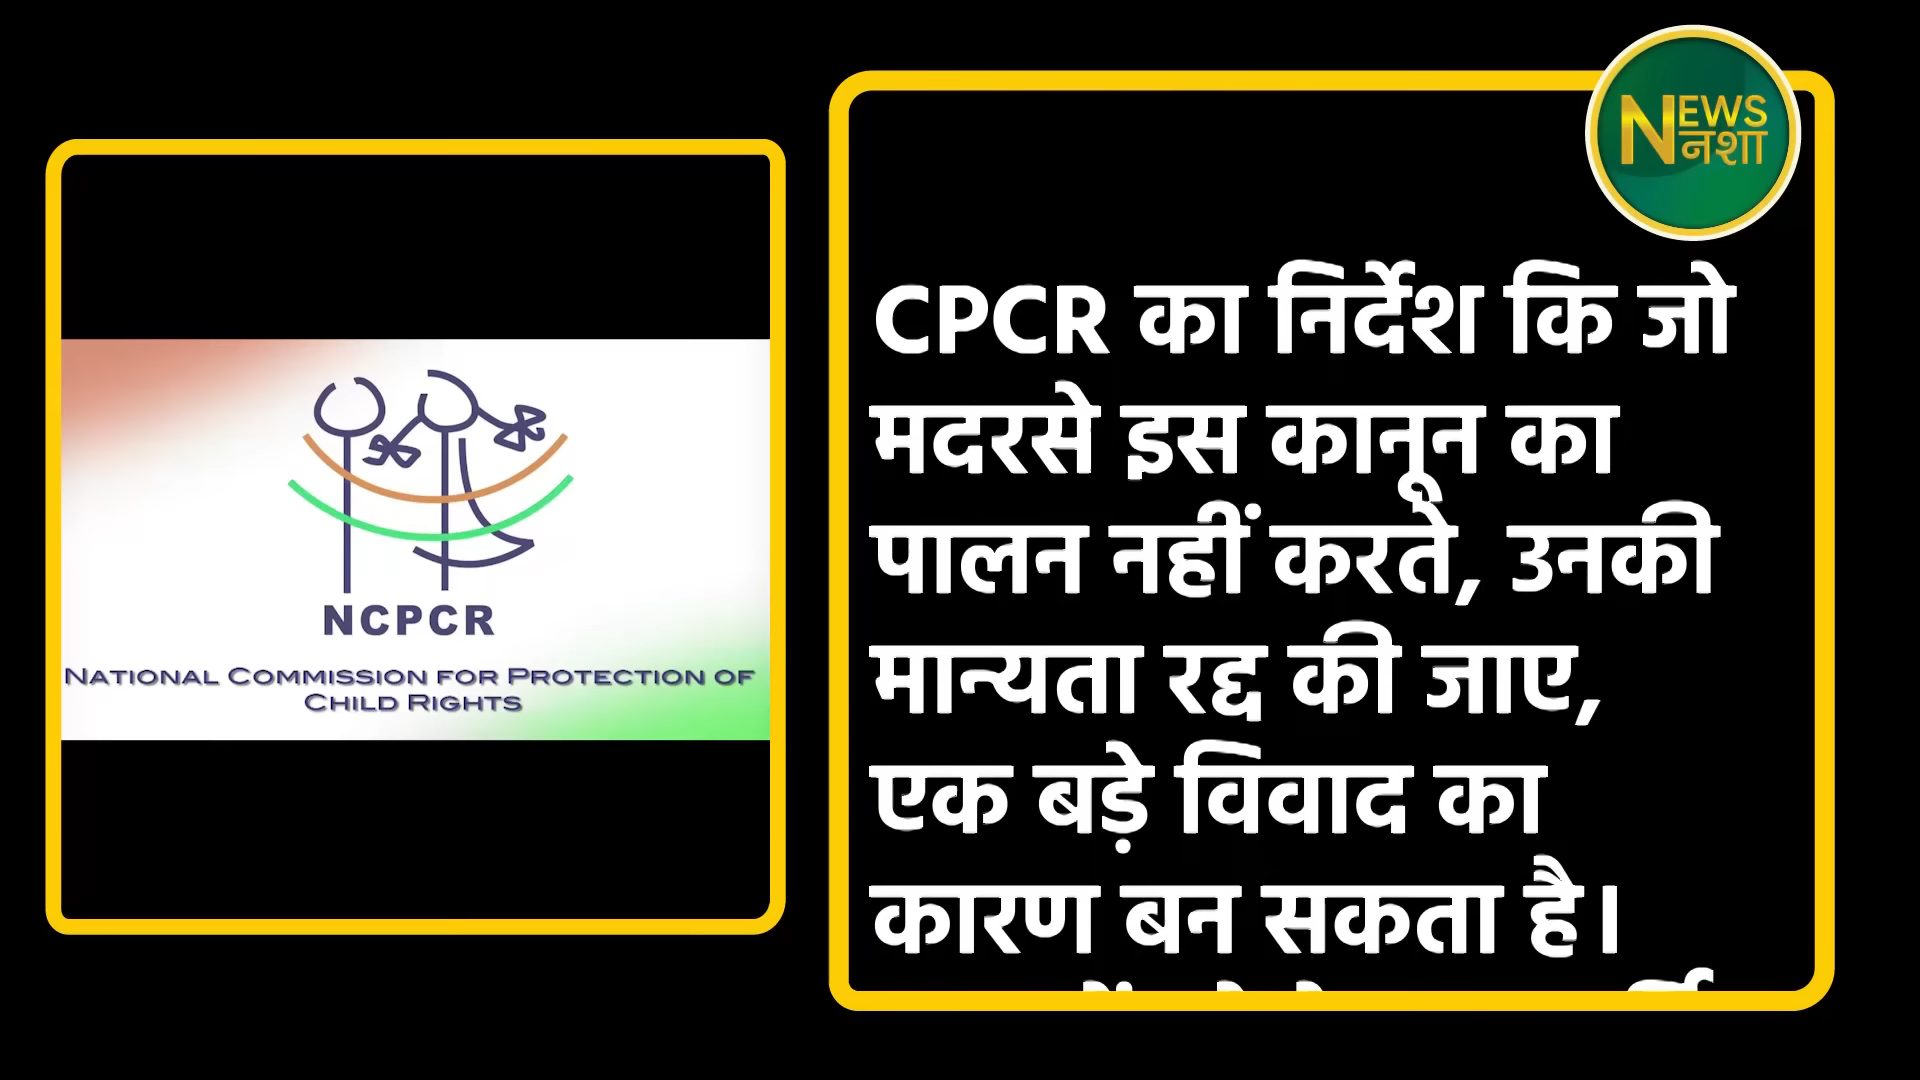 NCPCR
NATIONAL COMMISSION FOR PROTECTION OF
CHILD RIGHTS
NEWS
नशा
CPCR का निर्देश कि जो
मदरसे इस कानून का
पालन नहीं करते, उनकी
मान्यता रद्द की जाए,
एक बड़े विवाद का
कारण बन सकता है।